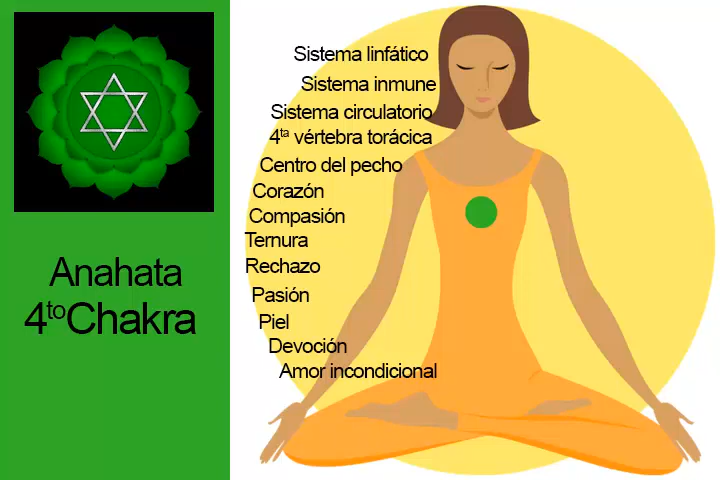 Anahata
4to Chakra
Sistema linfático
Sistema inmune
Sistema circulatorio
4ta vértebra torácica
Centro del pecho
Corazón
Compasión
Ternura
Rechazo
Pasión
Piel
Devoción
Amor incondicional